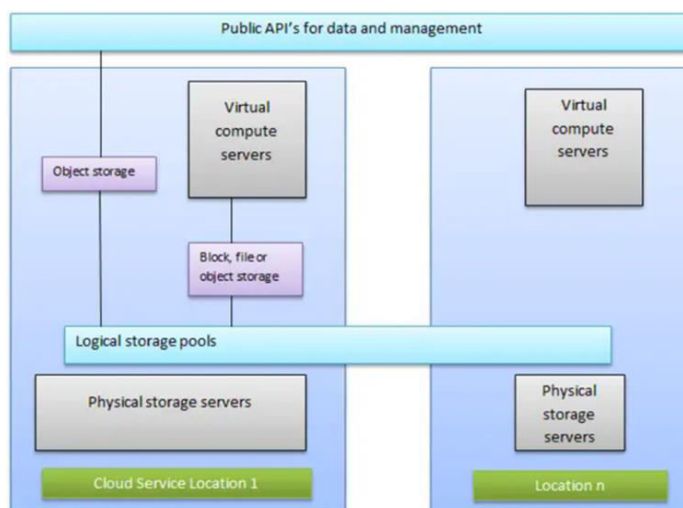 Public API's for data and management
Virtual
compute
servers
Object storage
Block, file or
object storage
Virtual
compute
servers
Logical storage pools
Physical storage servers
Physical
storage
servers
Cloud Service Location 1
Location n